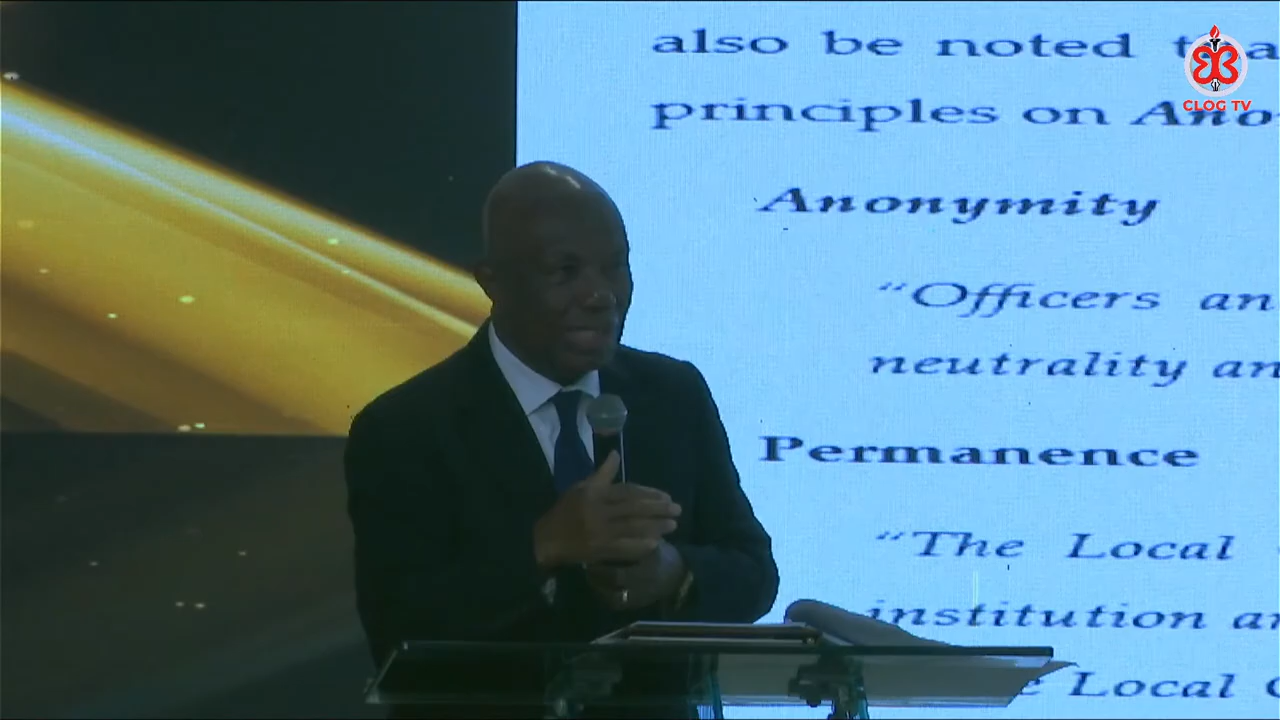 also be noted
principles on
Anonymity
“Officers an
neutrality an
Permanence
“The Local
institution an
Local
CLOG TV